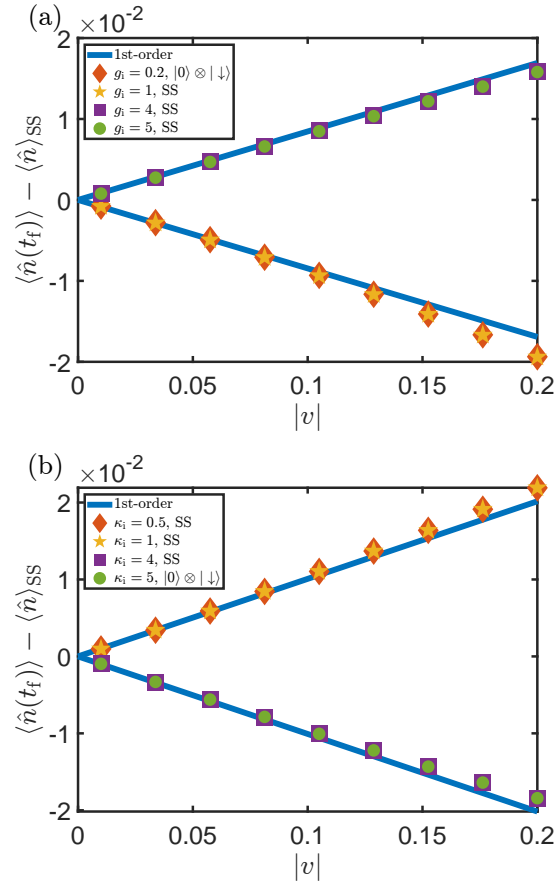 (a)
×10⁻²
2
1
0
-1
-2
⟨n̂(t_f)⟩ − ⟨n̂⟩_SS
1st-order
g_i = 0.2, |0⟩ ⊗ |↓⟩
g_i = 1, SS
g_i = 4, SS
g_i = 5, SS
0 0.05 0.1 0.15 0.2
|v|
(b)
×10⁻²
2
1
0
-1
-2
⟨n̂(t_f)⟩ − ⟨n̂⟩_SS
1st-order
κ_i = 0.5, SS
κ_i = 1, SS
κ_i = 4, SS
κ_i = 5, |0⟩ ⊗ |↓⟩
0 0.05 0.1 0.15 0.2
|v|